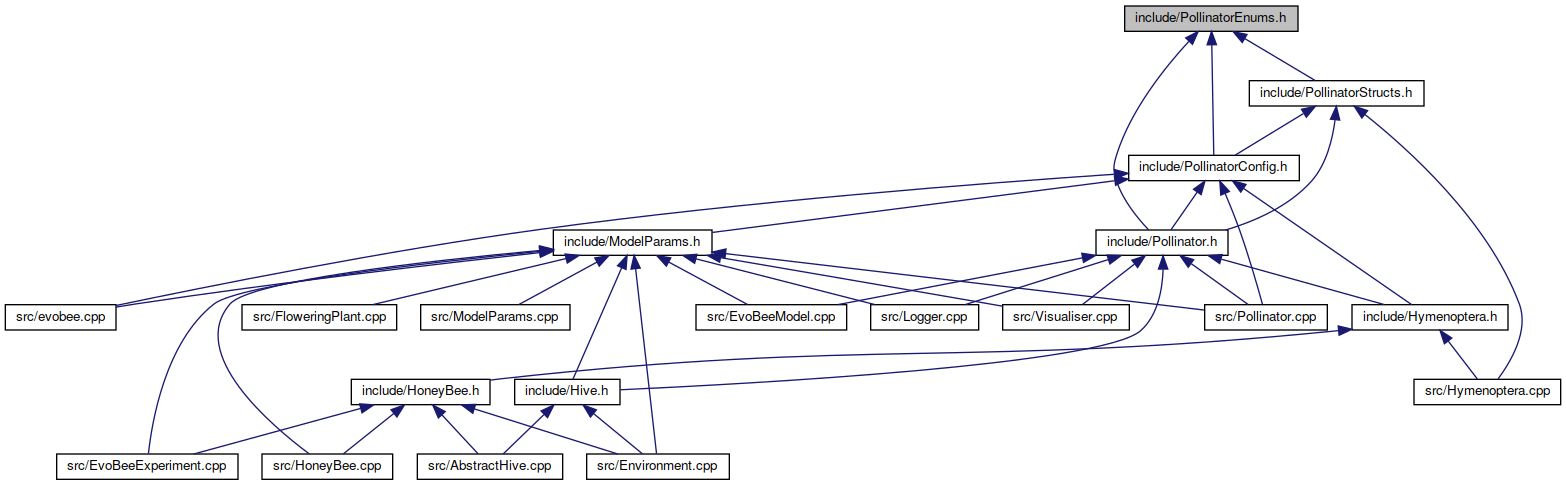 include/PollinatorEnums.h
include/PollinatorStructs.h
include/PollinatorConfig.h
include/ModelParams.h
include/Pollinator.h
src/evobee.cpp
src/FloweringPlant.cpp
src/ModelParams.cpp
src/EvoBeeModel.cpp
src/Logger.cpp
src/Visualiser.cpp
src/Pollinator.cpp
include/Hymenoptera.h
include/HoneyBee.h
include/Hive.h
src/Hymenoptera.cpp
src/EvoBeeExperiment.cpp
src/HoneyBee.cpp
src/AbstractHive.cpp
src/Environment.cpp